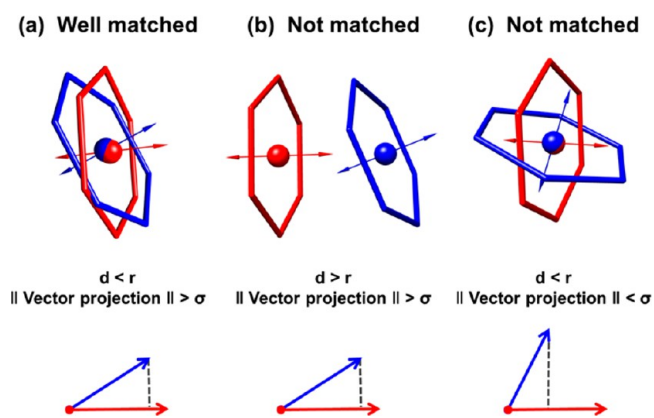 (a) Well matched
(b) Not matched
(c) Not matched
d < r
|| Vector projection || > σ
d > r
|| Vector projection || > σ
d < r
|| Vector projection || < σ